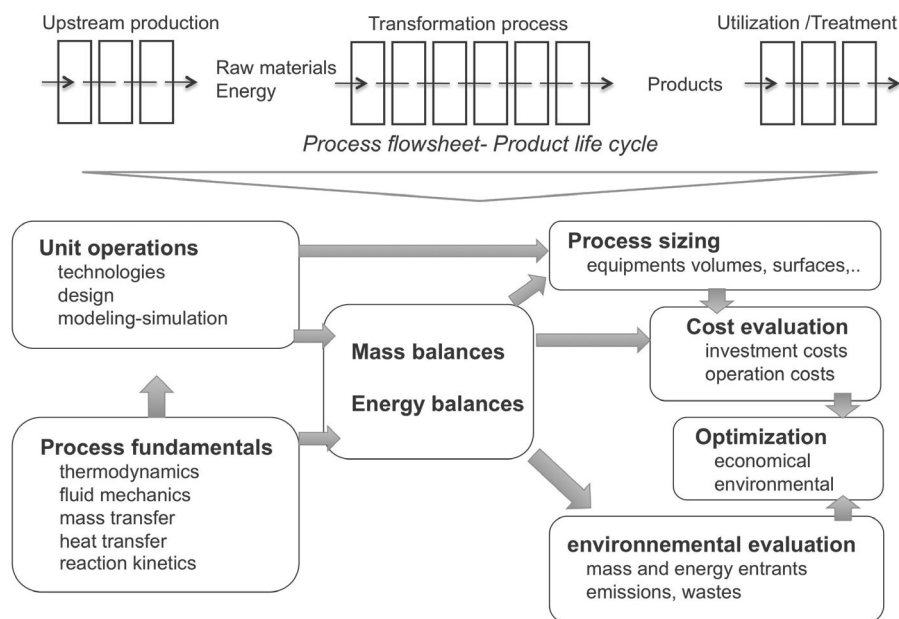 Upstream production
Transformation process
Utilization /Treatment
Raw materials
Energy
Products
Process flowsheet- Product life cycle
Unit operations
technologies
design
modeling-simulation
Process sizing
equipments volumes, surfaces,..
Mass balances
Energy balances
Cost evaluation
investment costs
operation costs
Process fundamentals
thermodynamics
fluid mechanics
mass transfer
heat transfer
reaction kinetics
Optimization
economical
environmental
environnemental evaluation
mass and energy entrants
emissions, wastes